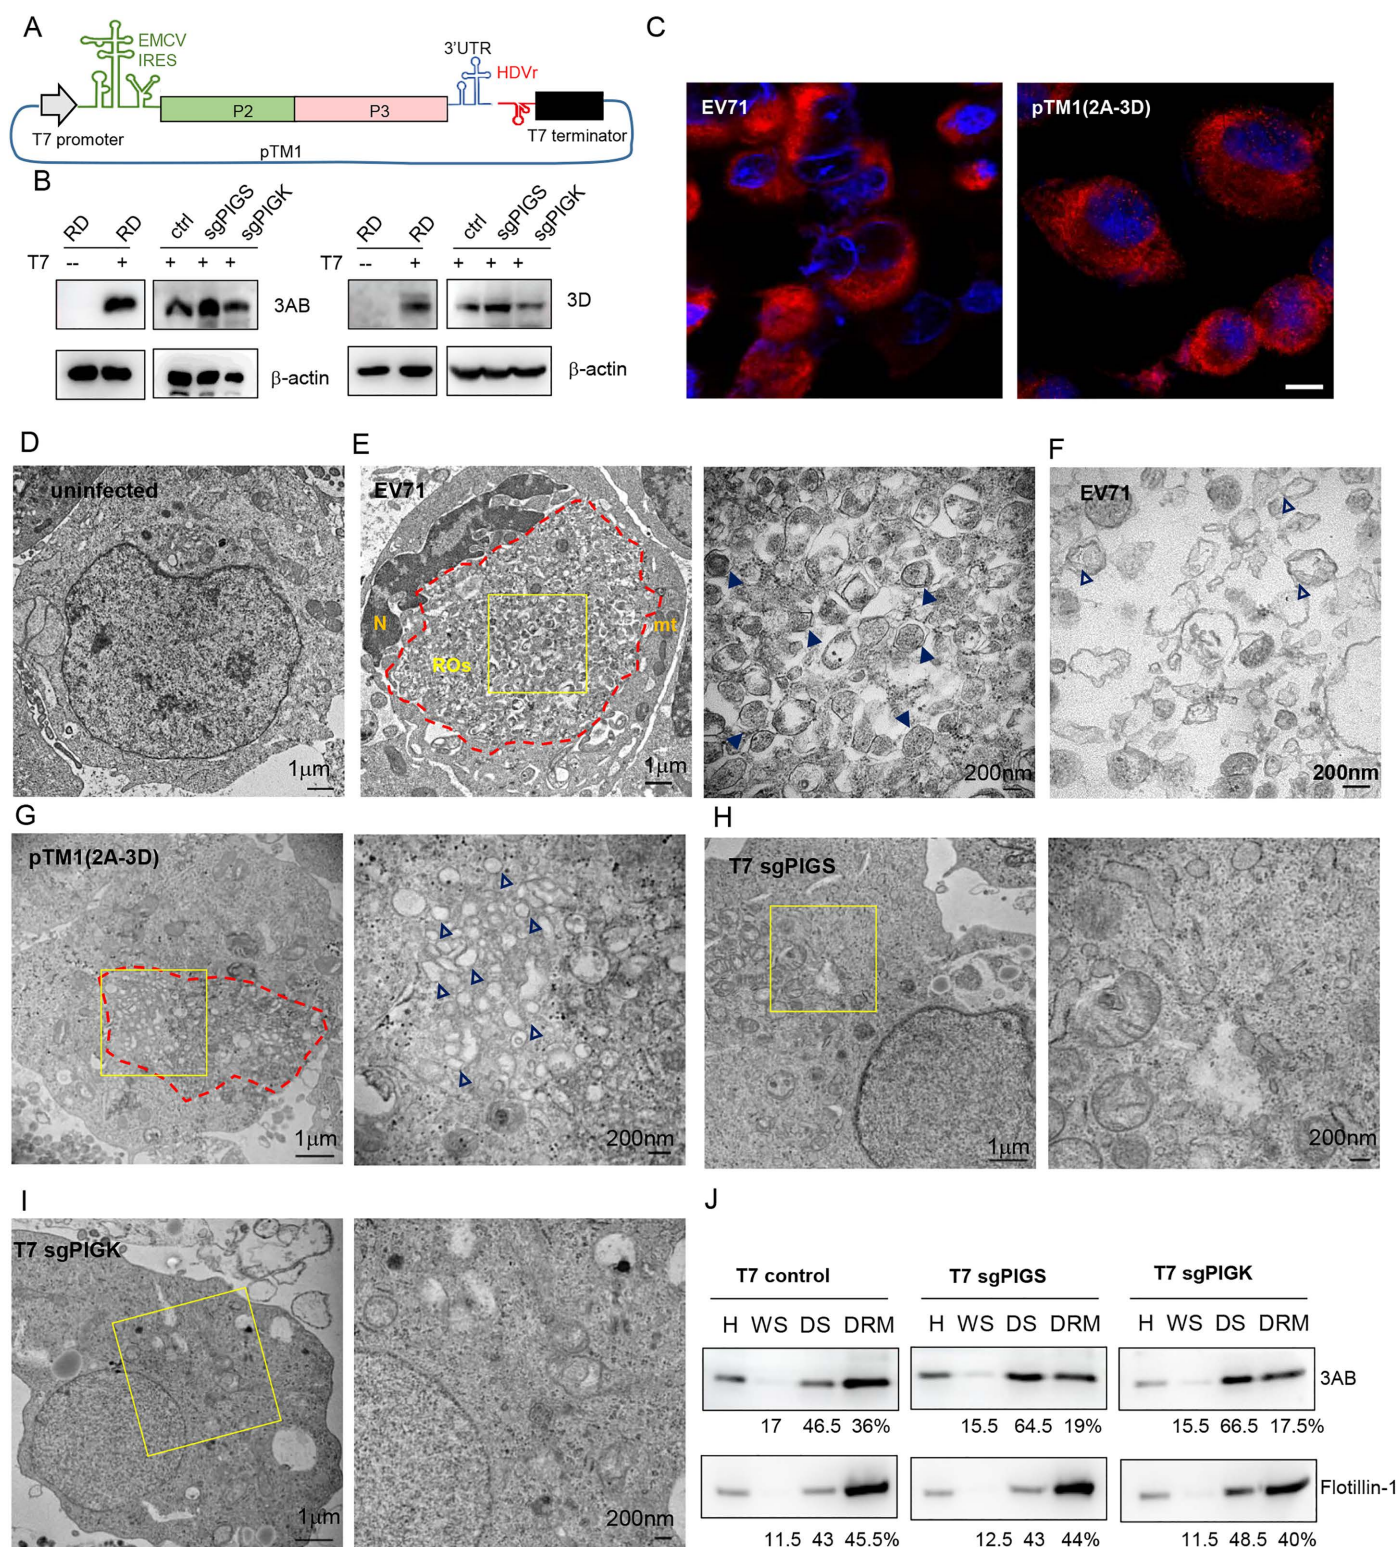 A
EMCV
IRES
3'UTR
HDVr
P2
P3
T7 promoter
T7 terminator
pTM1
B
RD
RD
ctrl
sgPIGS
sgPIGK
T7
--
+
+
+
+
3AB
β-actin
RD
RD
ctrl
sgPIGS
sgPIGK
T7
--
+
+
+
+
3D
β-actin
C
EV71
pTM1(2A-3D)
D
uninfected
1μm
E
EV71
N
ROs
mt
1μm
200nm
F
EV71
200nm
G
pTM1(2A-3D)
1μm
200nm
H
T7 sgPIGS
1μm
200nm
I
T7 sgPIGK
1μm
200nm
J
T7 control
T7 sgPIGS
T7 sgPIGK
H WS DS DRM
H WS DS DRM
H WS DS DRM
3AB
17 46.5 36%
15.5 64.5 19%
15.5 66.5 17.5%
Flotillin-1
11.5 43 45.5%
12.5 43 44%
11.5 48.5 40%